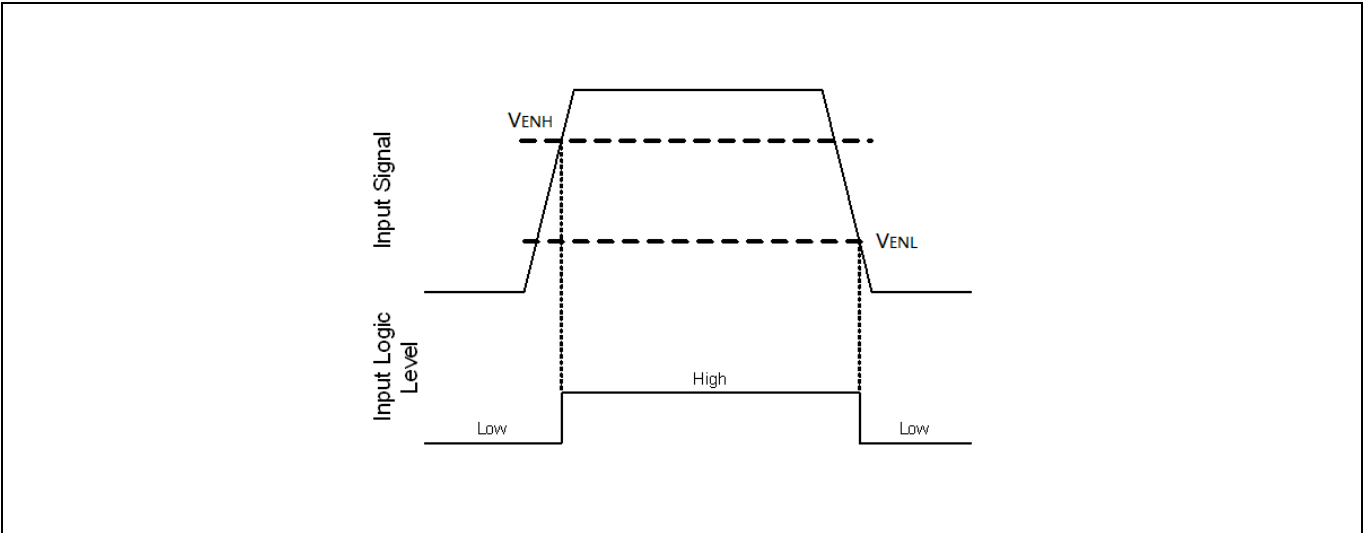 VENH
Input Signal
VENL
Input Logic
Level
High
Low
Low